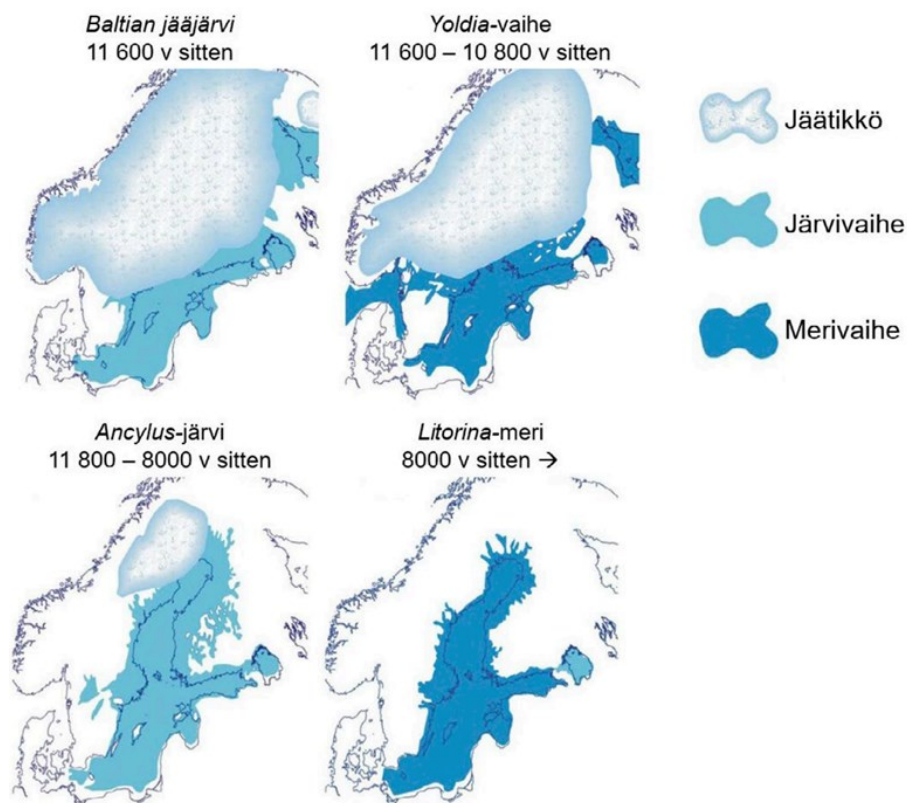 Baltian jääjärvi
11 600 v sitten
Yoldia-vaihe
11 600 – 10 800 v sitten
Jäätikkö
Järvivaihe
Merivaihe
Ancylus-järvi
11 800 – 8000 v sitten
Litorina-meri
8000 v sitten →